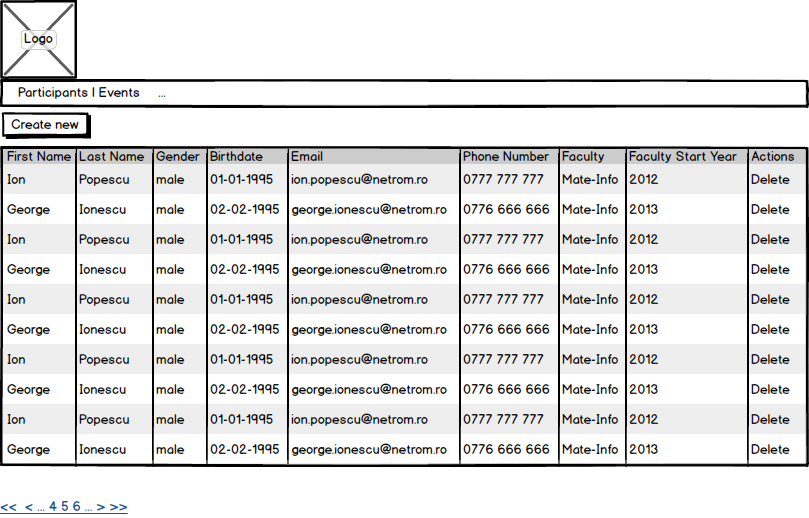 Logo
Participants | Events ...
Create new
First Name Last Name Gender Birthdate Email Phone Number Faculty Faculty Start Year Actions
Ion Popescu male 01-01-1995 ion.popescu@netrom.ro 0777 777 777 Mate-Info 2012 Delete
George Ionescu male 02-02-1995 george.ionescu@netrom.ro 0776 666 666 Mate-Info 2013 Delete
Ion Popescu male 01-01-1995 ion.popescu@netrom.ro 0777 777 777 Mate-Info 2012 Delete
George Ionescu male 02-02-1995 george.ionescu@netrom.ro 0776 666 666 Mate-Info 2013 Delete
Ion Popescu male 01-01-1995 ion.popescu@netrom.ro 0777 777 777 Mate-Info 2012 Delete
George Ionescu male 02-02-1995 george.ionescu@netrom.ro 0776 666 666 Mate-Info 2013 Delete
Ion Popescu male 01-01-1995 ion.popescu@netrom.ro 0777 777 777 Mate-Info 2012 Delete
George Ionescu male 02-02-1995 george.ionescu@netrom.ro 0776 666 666 Mate-Info 2013 Delete
Ion Popescu male 01-01-1995 ion.popescu@netrom.ro 0777 777 777 Mate-Info 2012 Delete
George Ionescu male 02-02-1995 george.ionescu@netrom.ro 0776 666 666 Mate-Info 2013 Delete
<< < ... 4 5 6 ... > >>